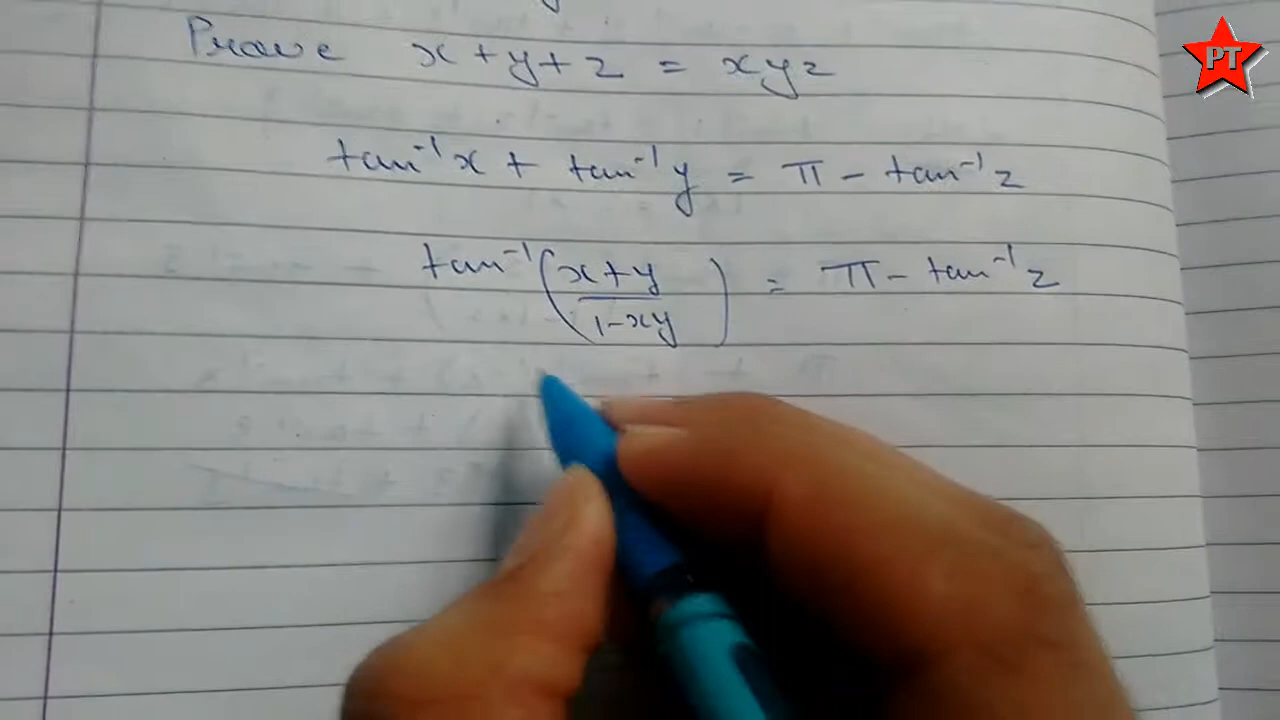 PT
Prove x + y + z = xyz
tan⁻¹x + tan⁻¹y = π - tan⁻¹z
tan⁻¹(x+y/1-xy) = π - tan⁻¹z